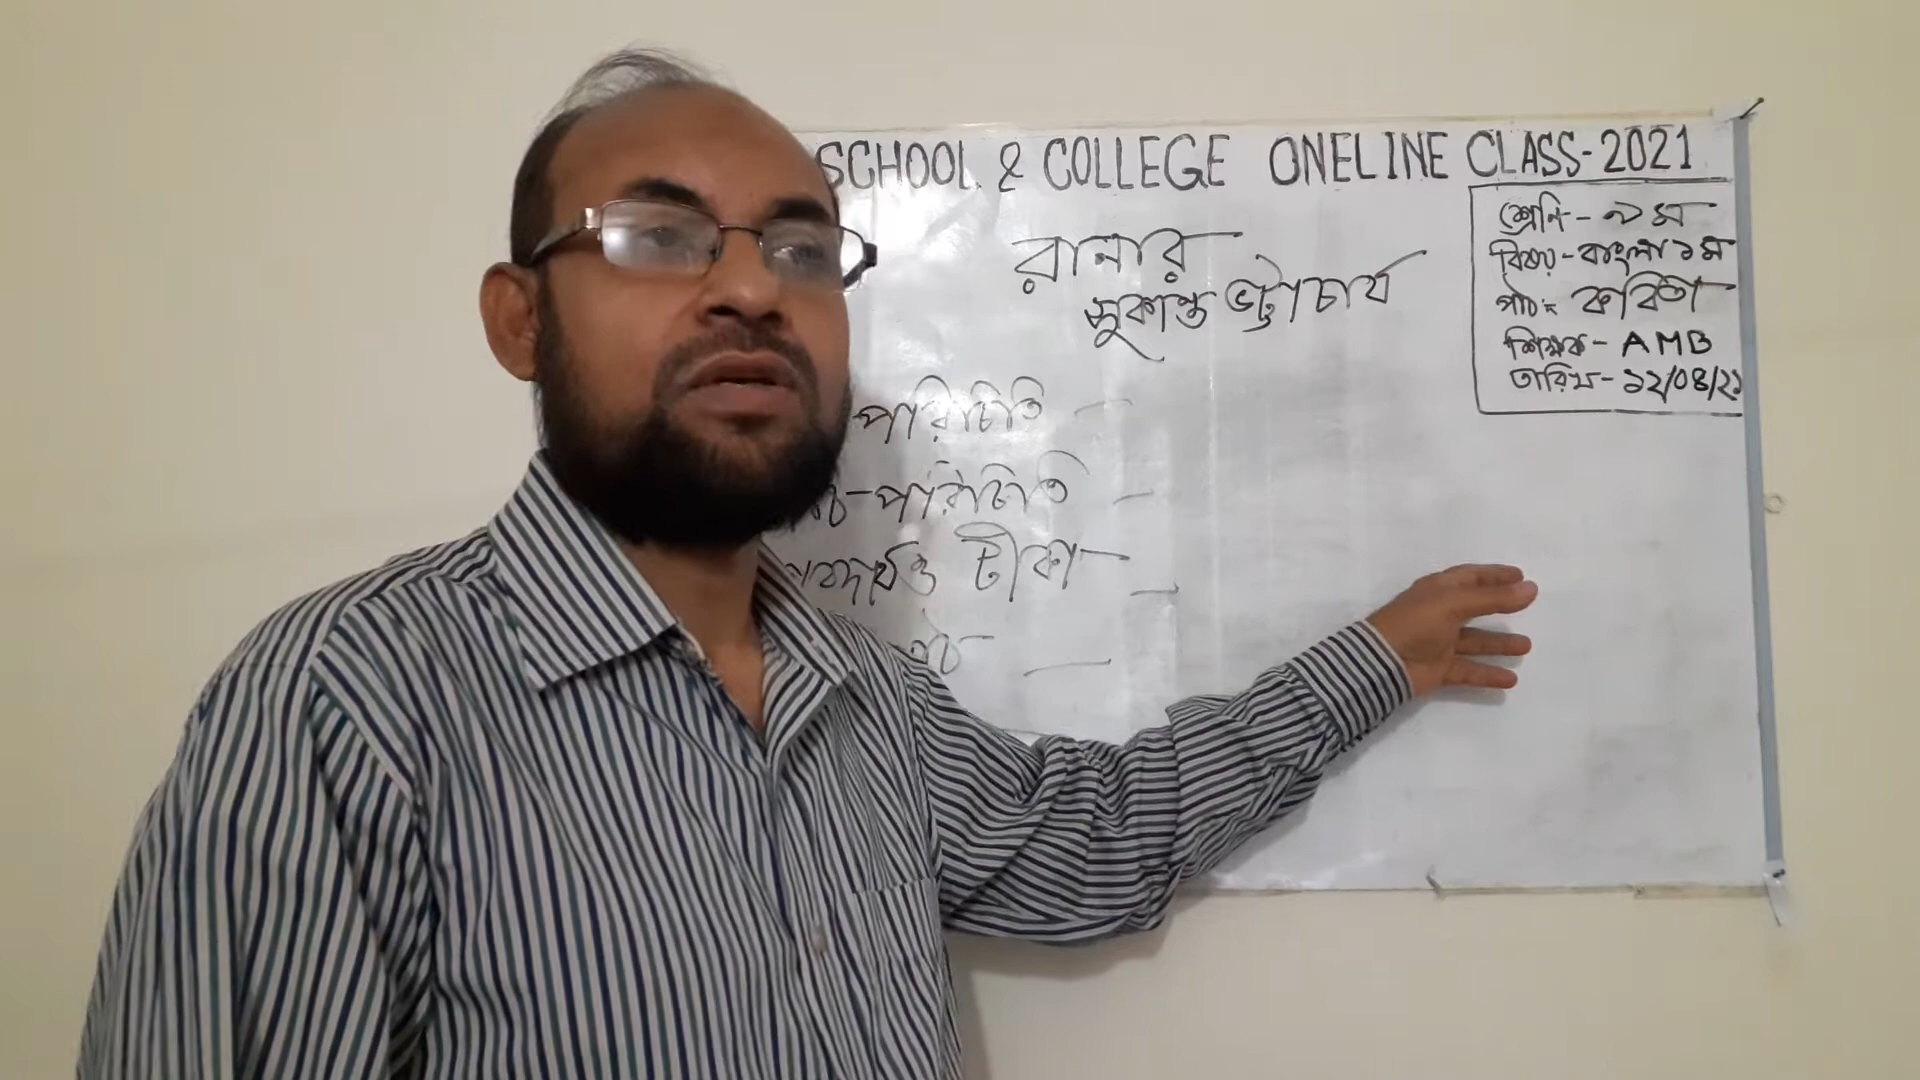 SCHOOL & COLLEGE ONELINE CLASS-2021
রানার
সুকান্ত ভট্টাচার্য
শ্রেণি - ৯ম
বিষয় - বাংলা ১ম
পাঠ = কবিতা
শিক্ষক - AMB
তারিখ - ১২/০৪/২১
-পরিচিতি -
-পরিচিতি -
টীকা -